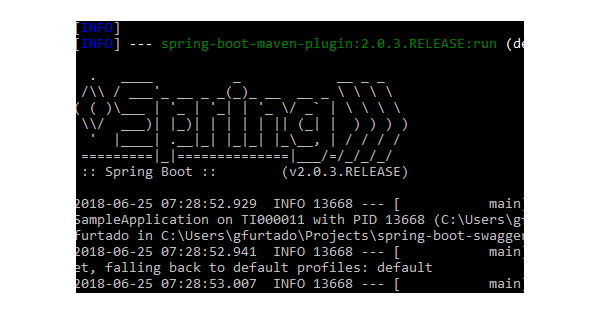 [INFO]
[INFO] --- spring-boot-maven-plugin:2.0.3.RELEASE:run (de
  .   ____          _            __ _ _
 /\\ / ___'_ __ _ _(_)_ __  __ _ \ \ \ \
( ( )\___ | '_ | '_| | '_ \/ _` | \ \ \ \
 \\/  ___)| |_)| | | | | || (_| |  ) ) ) )
  '  |____| .__|_| |_|_| |_\__, | / / / /
 =========|_|==============|___/=/_/_/_/
 :: Spring Boot ::        (v2.0.3.RELEASE)
2018-06-25 07:28:52.929  INFO 13668 --- [           main]
SampleApplication on TI000011 with PID 13668 (C:\Users\gf
furtado in C:\Users\gfurtado\Projects\spring-boot-swagger
2018-06-25 07:28:52.941  INFO 13668 --- [           main]
et, falling back to default profiles: default
2018-06-25 07:28:53.007  INFO 13668 --- [           main]